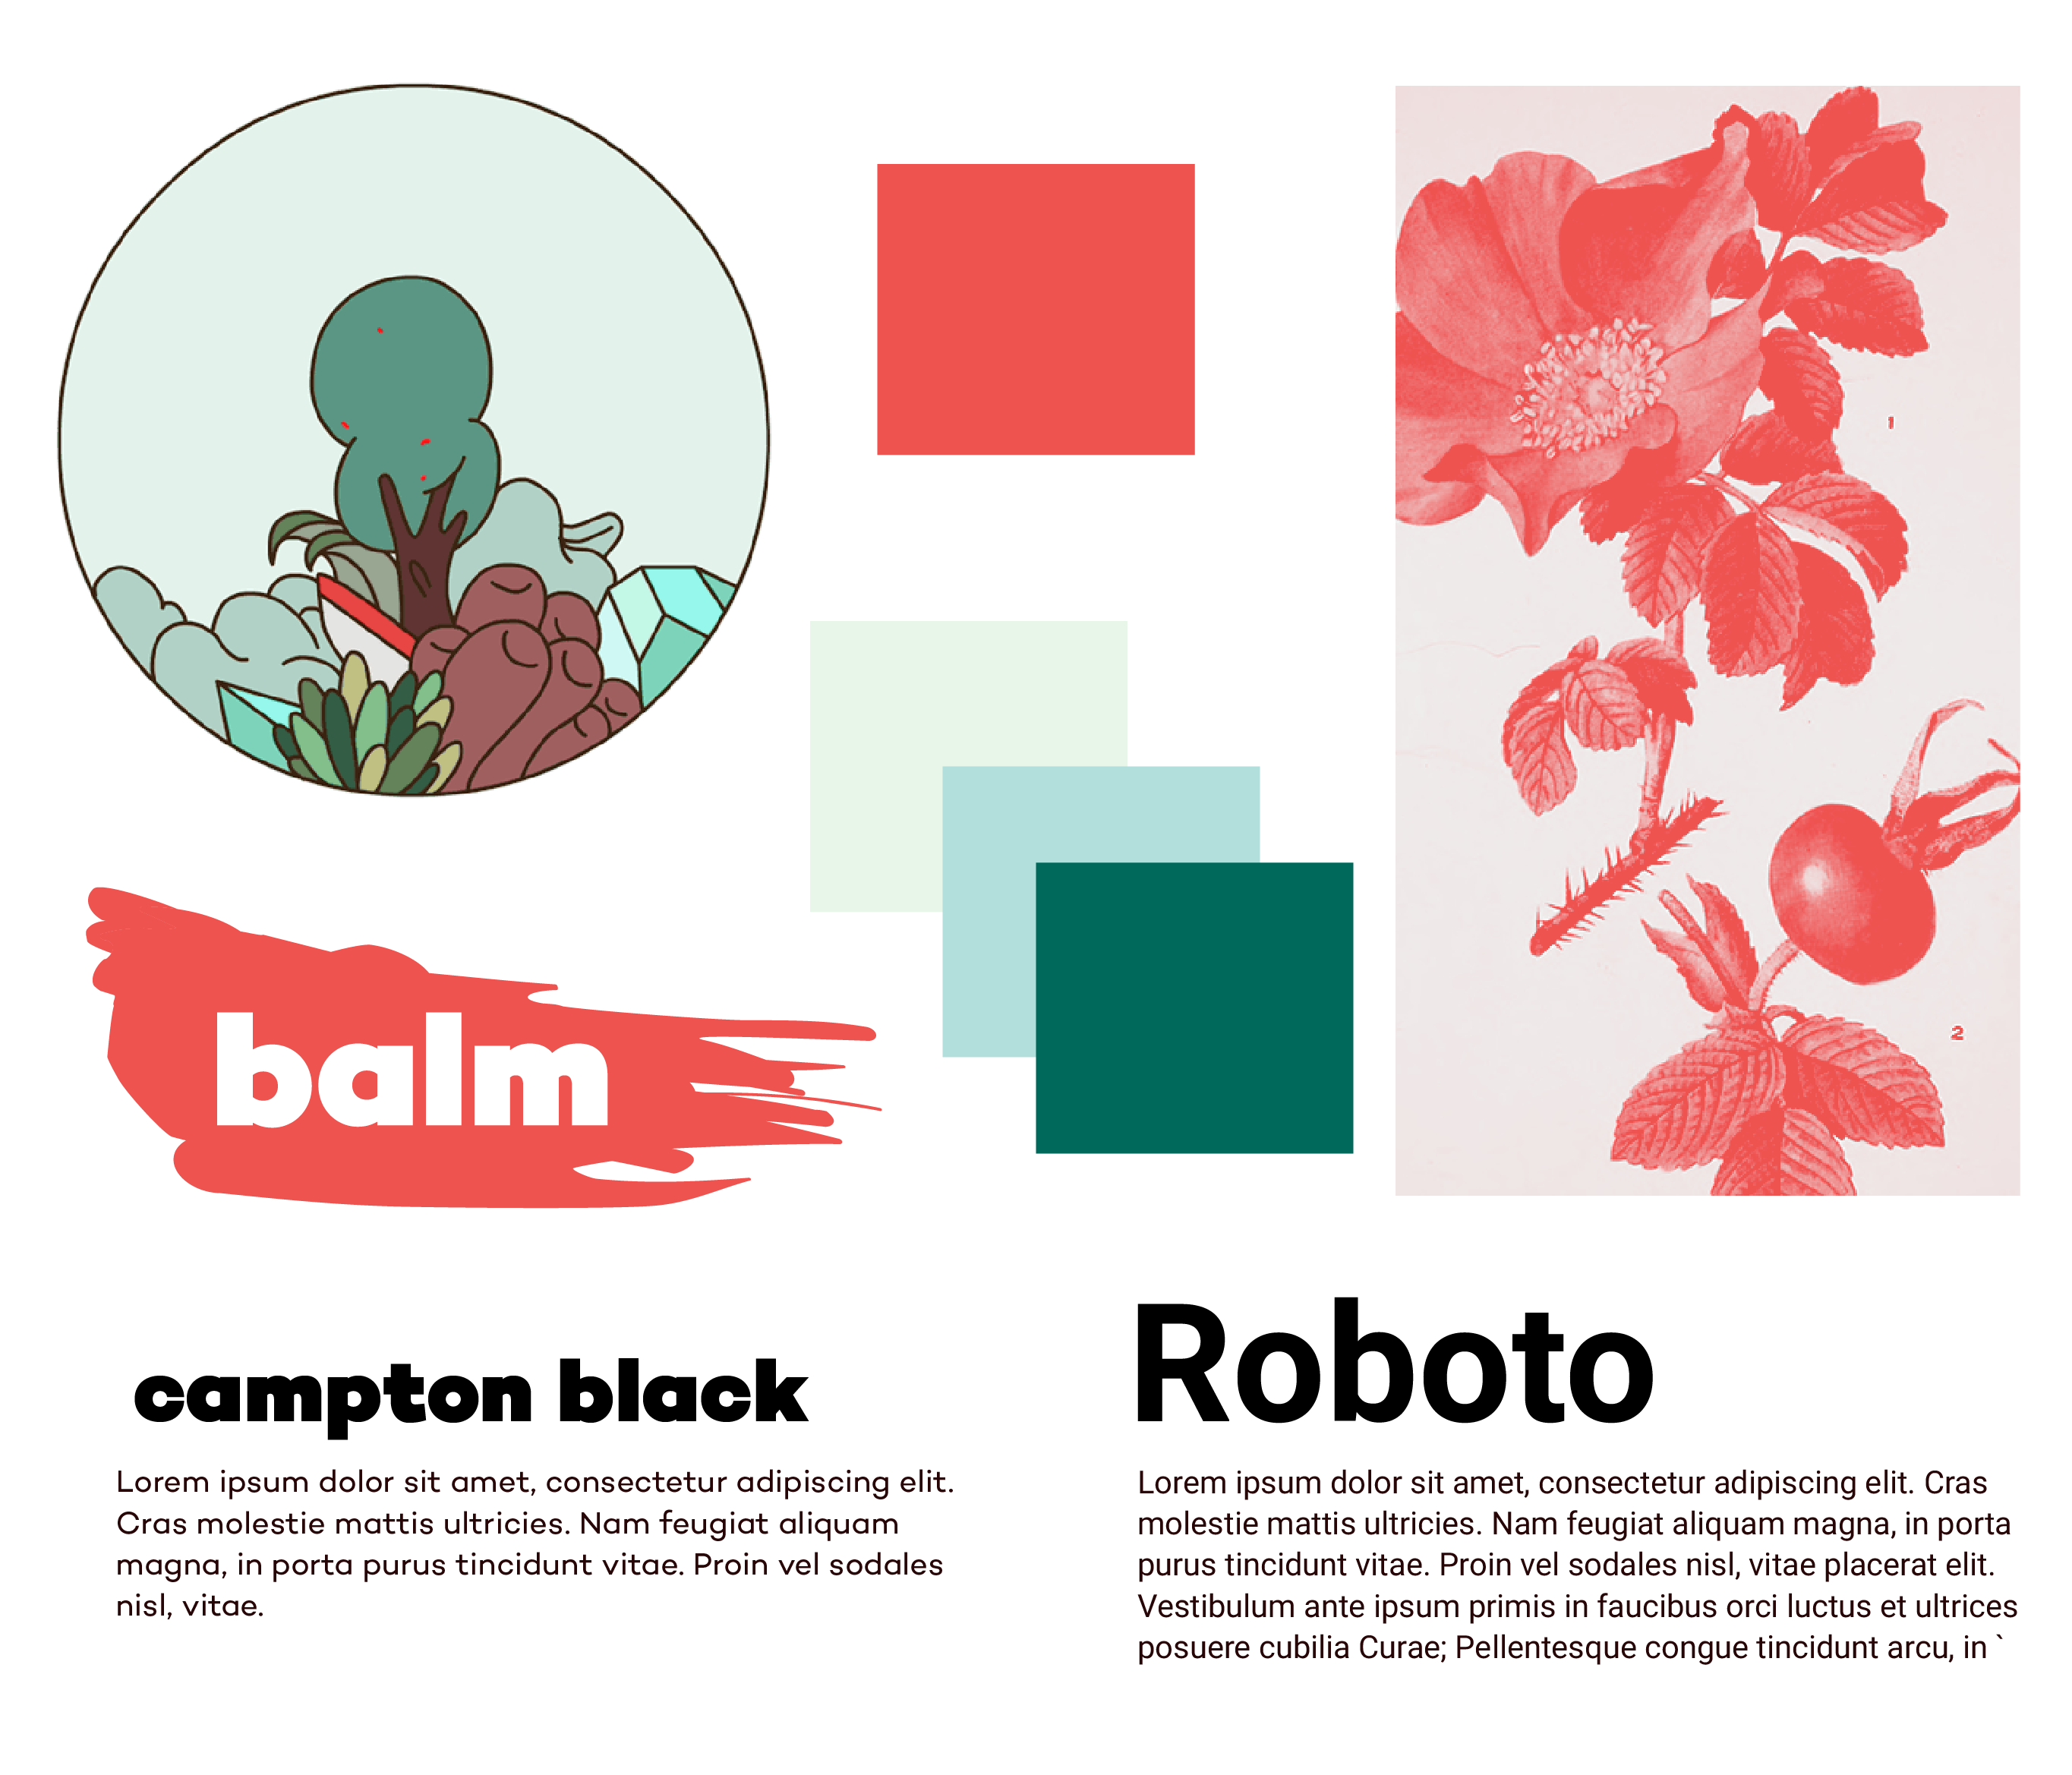 1
2
balm
campton black
Lorem ipsum dolor sit amet, consectetur adipiscing elit.
Cras molestie mattis ultricies. Nam feugiat aliquam
magna, in porta purus tincidunt vitae. Proin vel sodales
nisl, vitae.
Roboto
Lorem ipsum dolor sit amet, consectetur adipiscing elit. Cras
molestie mattis ultricies. Nam feugiat aliquam magna, in porta
purus tincidunt vitae. Proin vel sodales nisl, vitae placerat elit.
Vestibulum ante ipsum primis in faucibus orci luctus et ultrices
posuere cubilia Curae; Pellentesque congue tincidunt arcu, in `